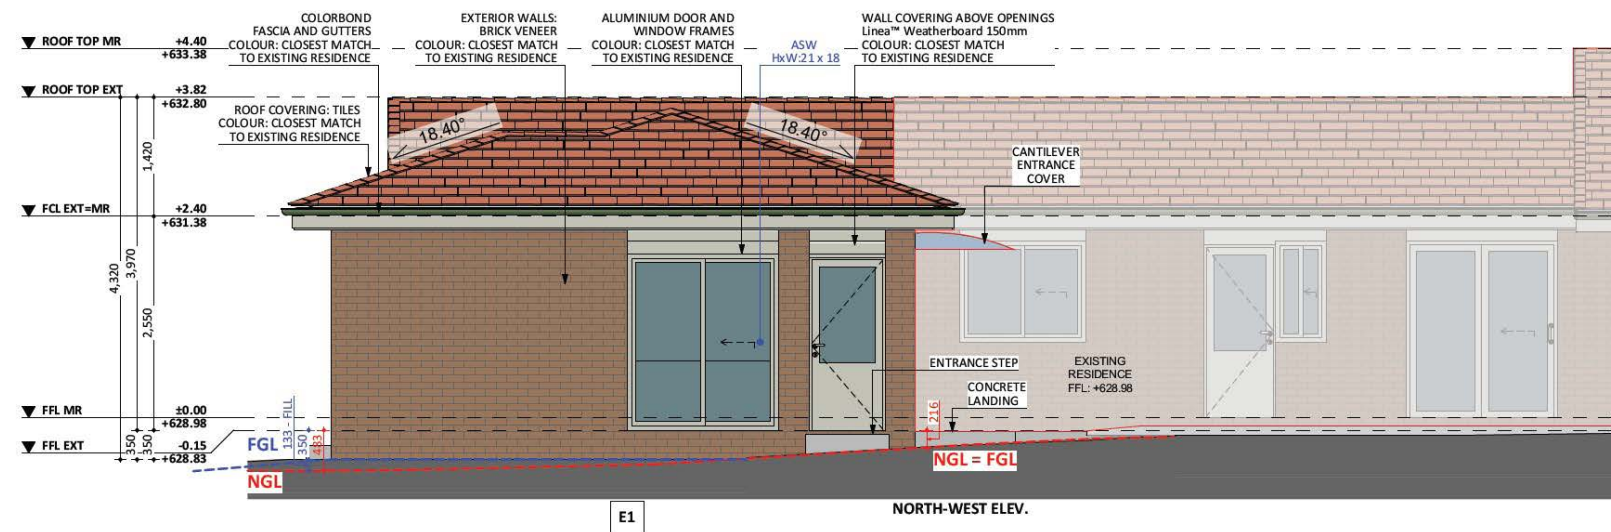 COLORBOND
FASCIA AND GUTTERS
COLOUR: CLOSEST MATCH
TO EXISTING RESIDENCE
EXTERIOR WALLS:
BRICK VENEER
COLOUR: CLOSEST MATCH
TO EXISTING RESIDENCE
ALUMINIUM DOOR AND
WINDOW FRAMES
COLOUR: CLOSEST MATCH
TO EXISTING RESIDENCE
ASW
HxW:21 x 18
WALL COVERING ABOVE OPENINGS
Linea™ Weatherboard 150mm
COLOUR: CLOSEST MATCH
TO EXISTING RESIDENCE
ROOF TOP MR +4.40
+633.38
ROOF TOP EXT +3.82
+632.80
ROOF COVERING: TILES
COLOUR: CLOSEST MATCH
TO EXISTING RESIDENCE
18.40°
18.40°
1,420
CANTILEVER
ENTRANCE
COVER
FCL EXT=MR +2.40
+631.38
4,320
3,970
2,550
ENTRANCE STEP
EXISTING
RESIDENCE
FFL: +628.98
CONCRETE
LANDING
FFL MR ±0.00
+628.98
FFL EXT -0.15
+628.83
350
350
FGL
133 - FILL
350
483
216
NGL
NGL = FGL
NORTH-WEST ELEV.
E1